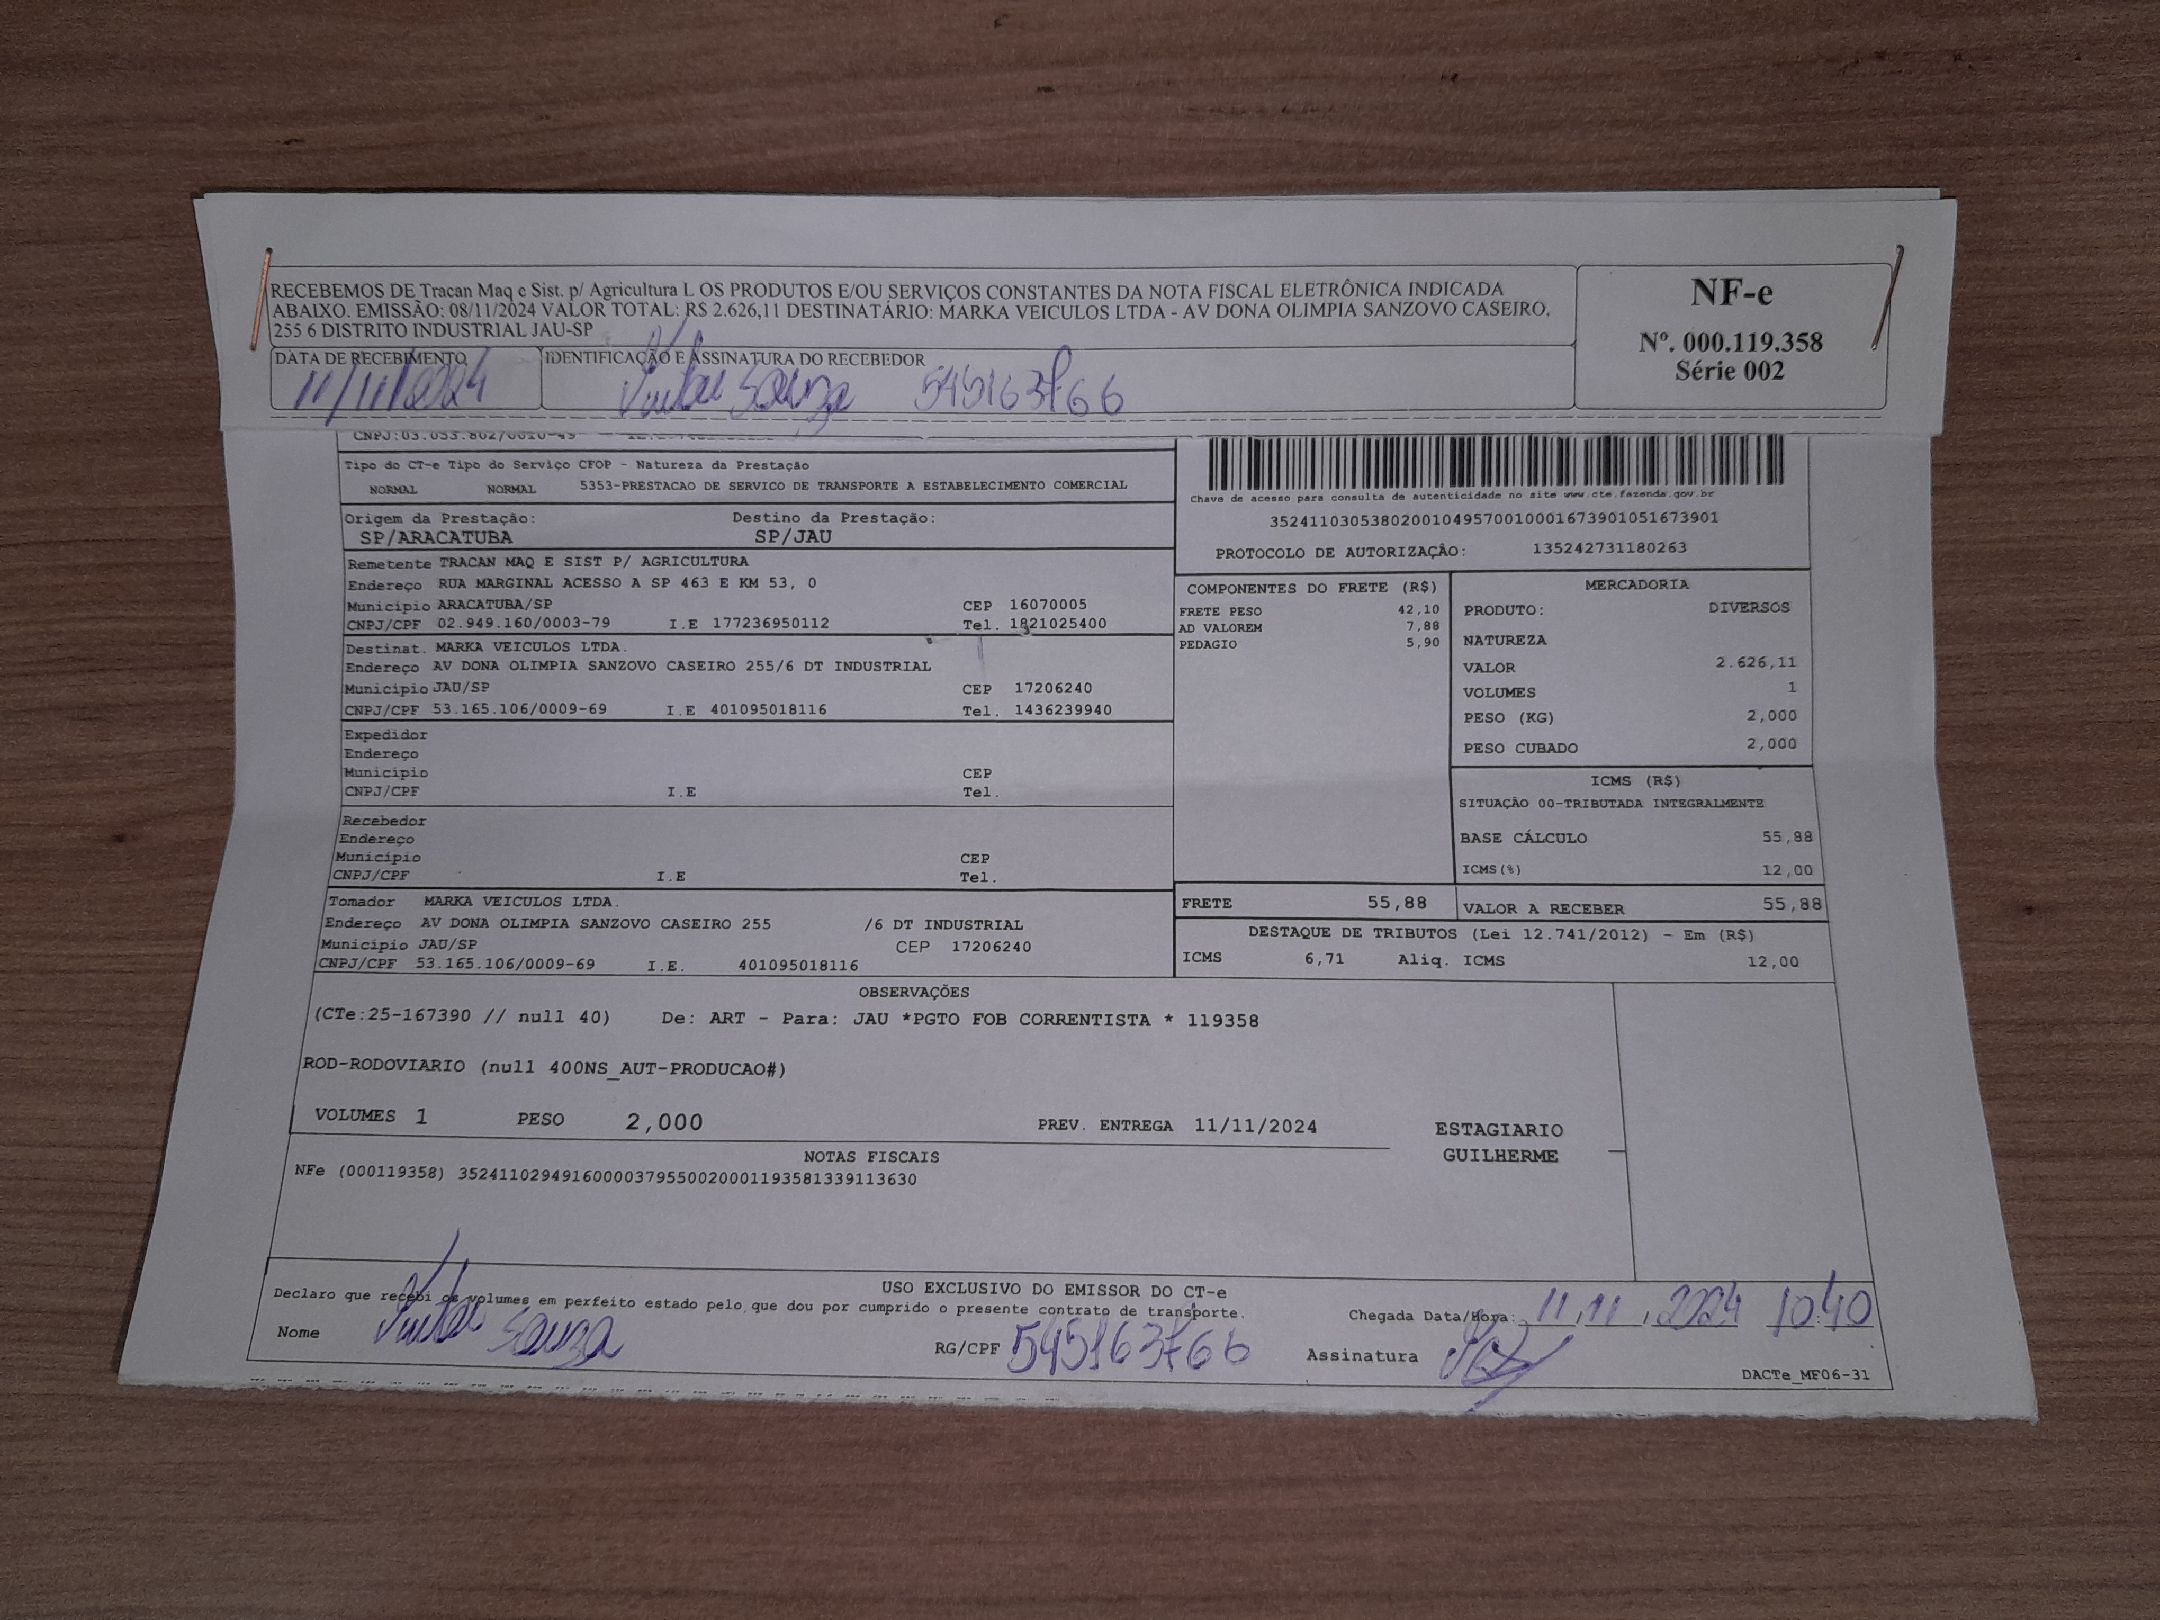 RECEBEMOS DE Tracan Maq e Sist. p/ Agricultura L OS PRODUTOS E/OU SERVIÇOS CONSTANTES DA NOTA FISCAL ELETRÔNICA INDICADA
ABAIXO. EMISSÃO: 08/11/2024 VALOR TOTAL: R$ 2.626,11 DESTINATÁRIO: MARKA VEICULOS LTDA - AV DONA OLIMPIA SANZOVO CASEIRO,
255 6 DISTRITO INDUSTRIAL JAU-SP
NF-e
Nº. 000.119.358
Série 002
DATA DE RECEBIMENTO IDENTIFICAÇÃO E ASSINATURA DO RECEBEDOR
11/11/2024 Souza 545163766
Tipo do CT-e Tipo do Serviço CFOP - Natureza da Prestação
NORMAL NORMAL 5353-PRESTACAO DE SERVICO DE TRANSPORTE A ESTABELECIMENTO COMERCIAL
Origem da Prestação: Destino da Prestação:
SP/ARACATUBA SP/JAU
Remetente TRACAN MAQ E SIST P/ AGRICULTURA
Endereço RUA MARGINAL ACESSO A SP 463 E KM 53, 0
Município ARACATUBA/SP CEP 16070005
CNPJ/CPF 02.949.160/0003-79 I.E 177236950112 Tel. 1821025400
Destinat. MARKA VEICULOS LTDA.
Endereço AV DONA OLIMPIA SANZOVO CASEIRO 255/6 DT INDUSTRIAL
Município JAU/SP CEP 17206240
CNPJ/CPF 53.165.106/0009-69 I.E 401095018116 Tel. 1436239940
Expedidor
Endereço
Município CEP
CNPJ/CPF I.E Tel.
Recebedor
Endereço
Município CEP
CNPJ/CPF I.E Tel.
Tomador MARKA VEICULOS LTDA.
Endereço AV DONA OLIMPIA SANZOVO CASEIRO 255 /6 DT INDUSTRIAL
Município JAU/SP CEP 17206240
CNPJ/CPF 53.165.106/0009-69 I.E. 401095018116
Chave de acesso para consulta de autenticidade no site www.cte.fazenda.gov.br
35241103053802001049570010001673901051673901
PROTOCOLO DE AUTORIZAÇÂO: 135242731180263
COMPONENTES DO FRETE (R$)
FRETE PESO 42,10
AD VALOREM 7,88
PEDAGIO 5,90
MERCADORIA
PRODUTO: DIVERSOS
NATUREZA
VALOR 2.626,11
VOLUMES 1
PESO (KG) 2,000
PESO CUBADO 2,000
ICMS (R$)
SITUAÇÃO 00-TRIBUTADA INTEGRALMENTE
BASE CÁLCULO 55,88
ICMS(%) 12,00
FRETE 55,88 VALOR A RECEBER 55,88
DESTAQUE DE TRIBUTOS (Lei 12.741/2012) - Em (R$)
ICMS 6,71 Aliq. ICMS 12,00
OBSERVAÇÕES
(CTe:25-167390 // null 40) De: ART - Para: JAU *PGTO FOB CORRENTISTA * 119358
ROD-RODOVIARIO (null 400NS_AUT-PRODUCAO#)
VOLUMES 1 PESO 2,000 PREV. ENTREGA 11/11/2024
ESTAGIARIO
GUILHERME
NOTAS FISCAIS
NFe (000119358) 35241102949160000379550020001193581339113630
USO EXCLUSIVO DO EMISSOR DO CT-e
Declaro que recebi os volumes em perfeito estado pelo que dou por cumprido o presente contrato de transporte.
Chegada Data/Hora: 11,11,2024 10:40
Nome Souza RG/CPF 545163766 Assinatura
DACTe_MF06-31